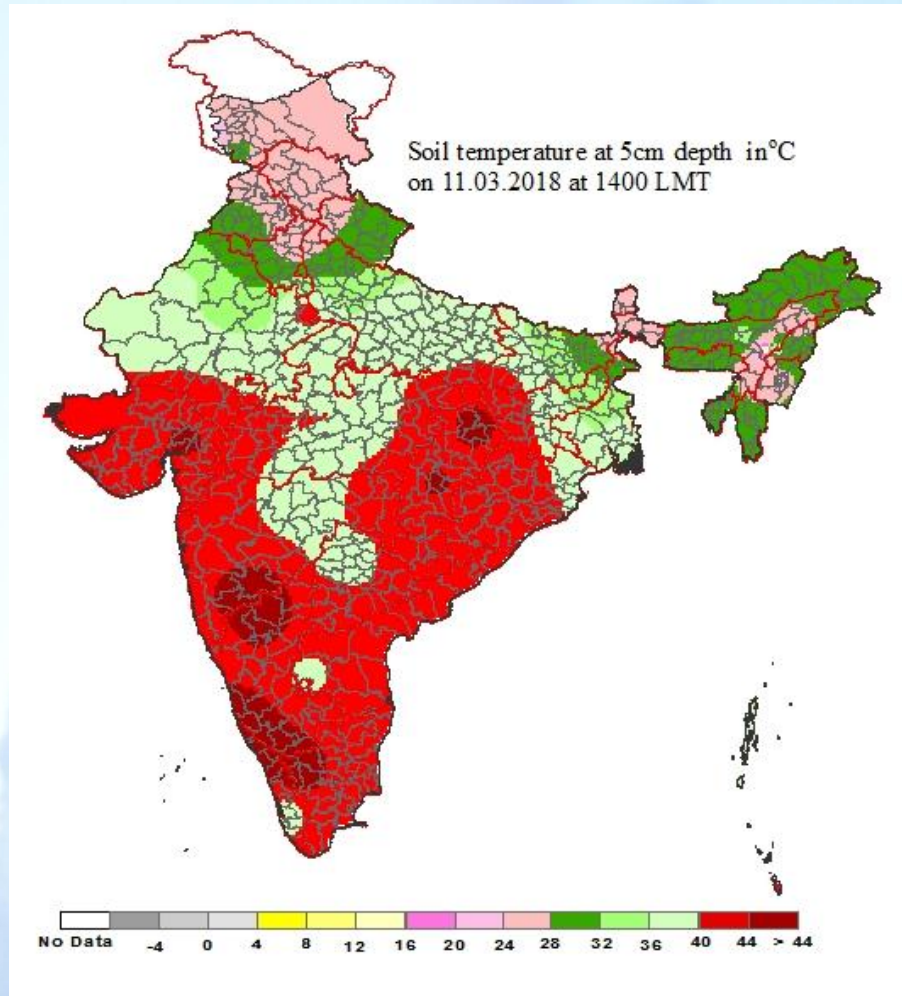 Soil temperature at 5cm depth in°C
on 11.03.2018 at 1400 LMT
No Data -4 0 4 8 12 16 20 24 28 32 36 40 44 > 44